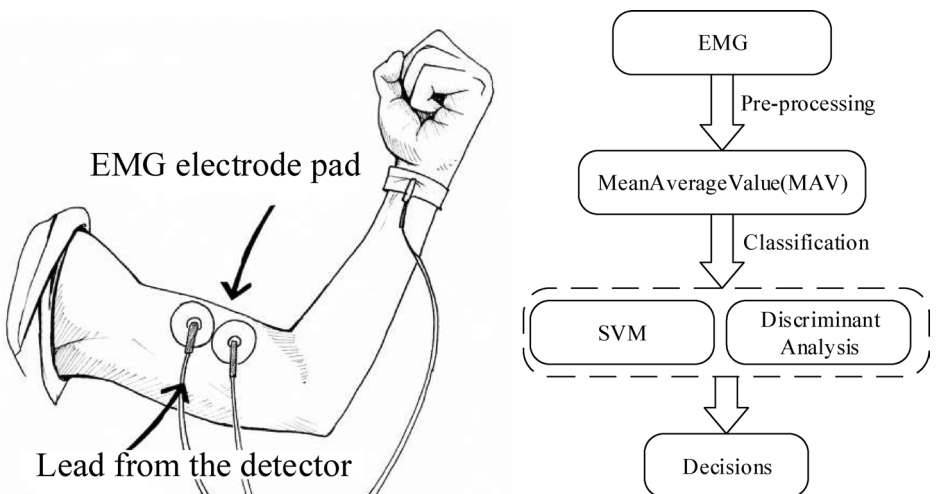 EMG electrode pad
Lead from the detector
EMG
Pre-processing
MeanAverageValue(MAV)
Classification
SVM
Discriminant
Analysis
Decisions